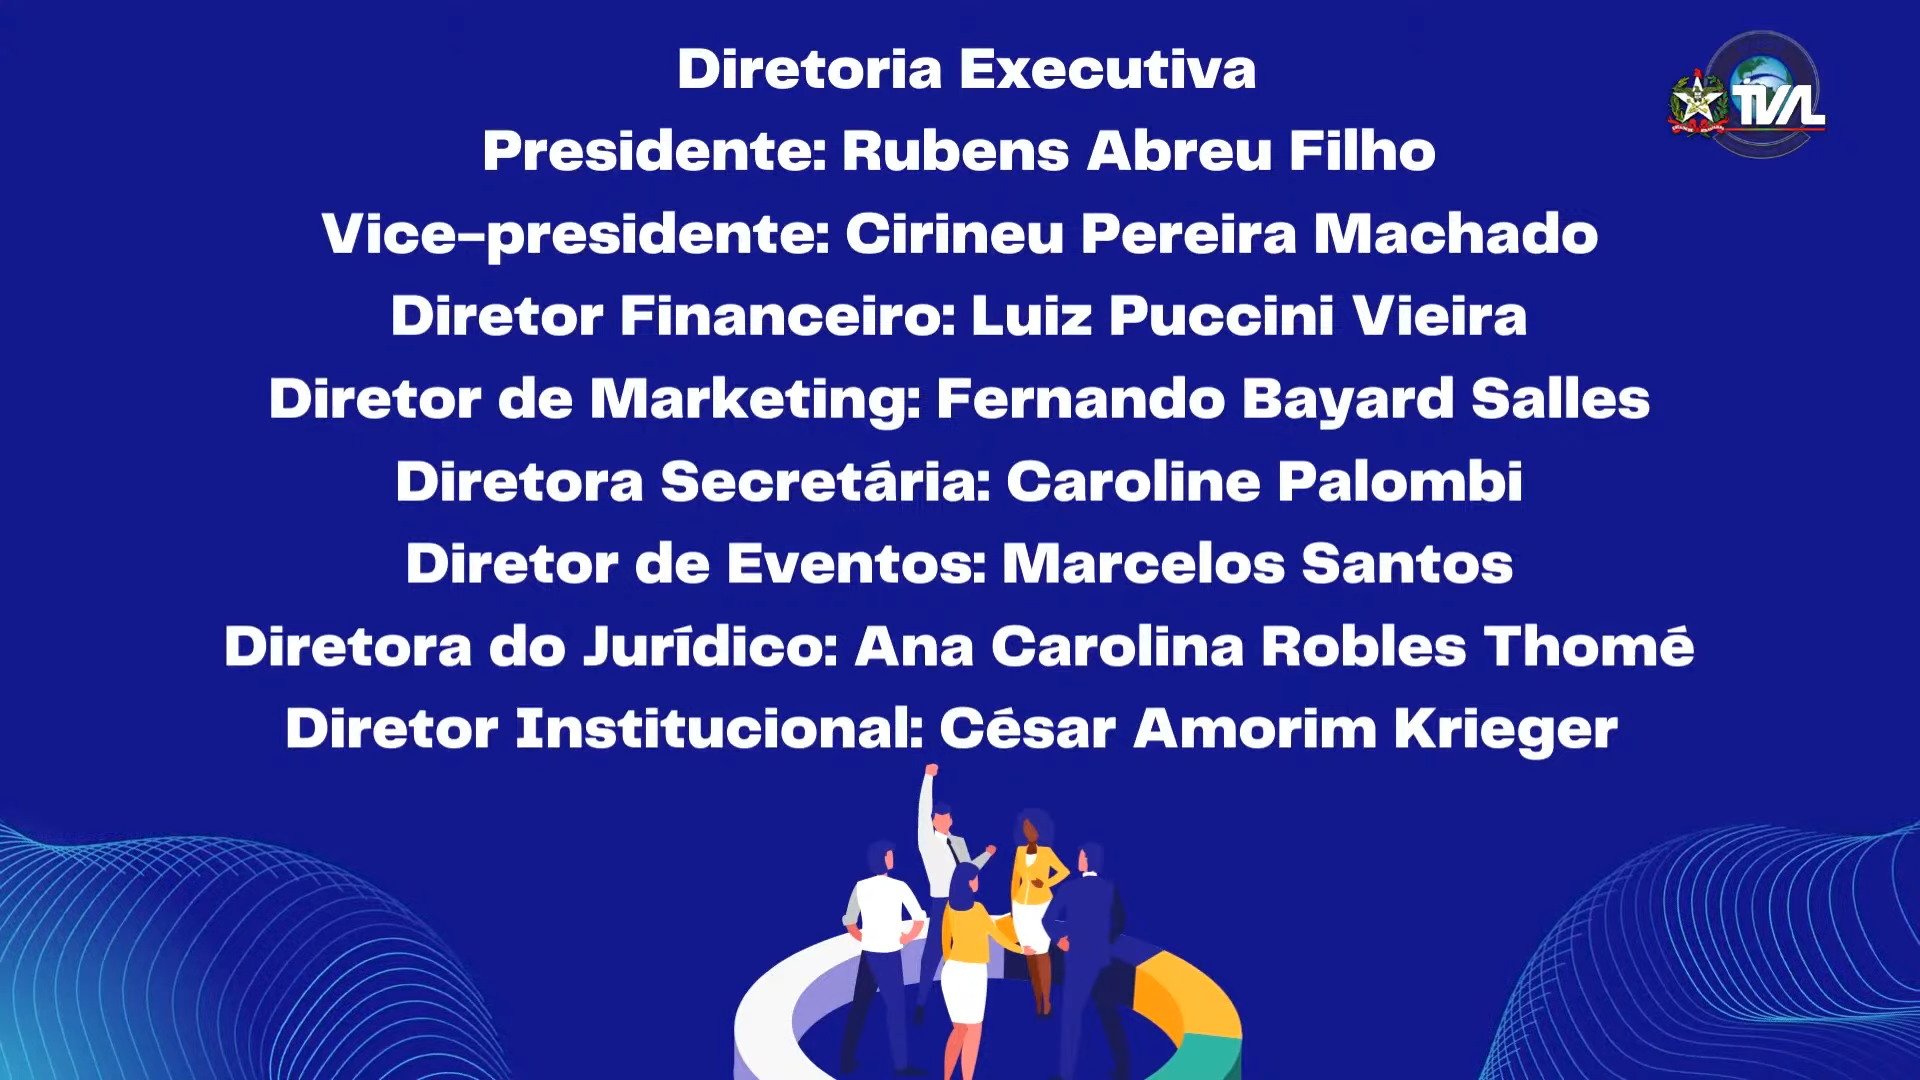 Diretoria Executiva
Presidente: Rubens Abreu Filho
Vice-presidente: Cirineu Pereira Machado
Diretor Financeiro: Luiz Puccini Vieira
Diretor de Marketing: Fernando Bayard Salles
Diretora Secretária: Caroline Palombi
Diretor de Eventos: Marcelos Santos
Diretora do Jurídico: Ana Carolina Robles Thomé
Diretor Institucional: César Amorim Krieger
TVAL